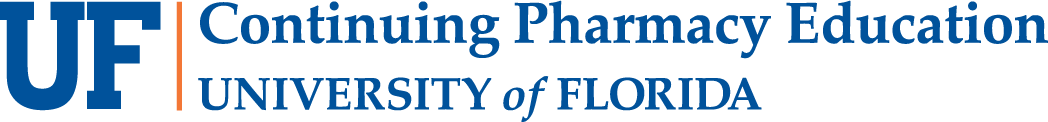 UF
Continuing Pharmacy Education
UNIVERSITY of FLORIDA